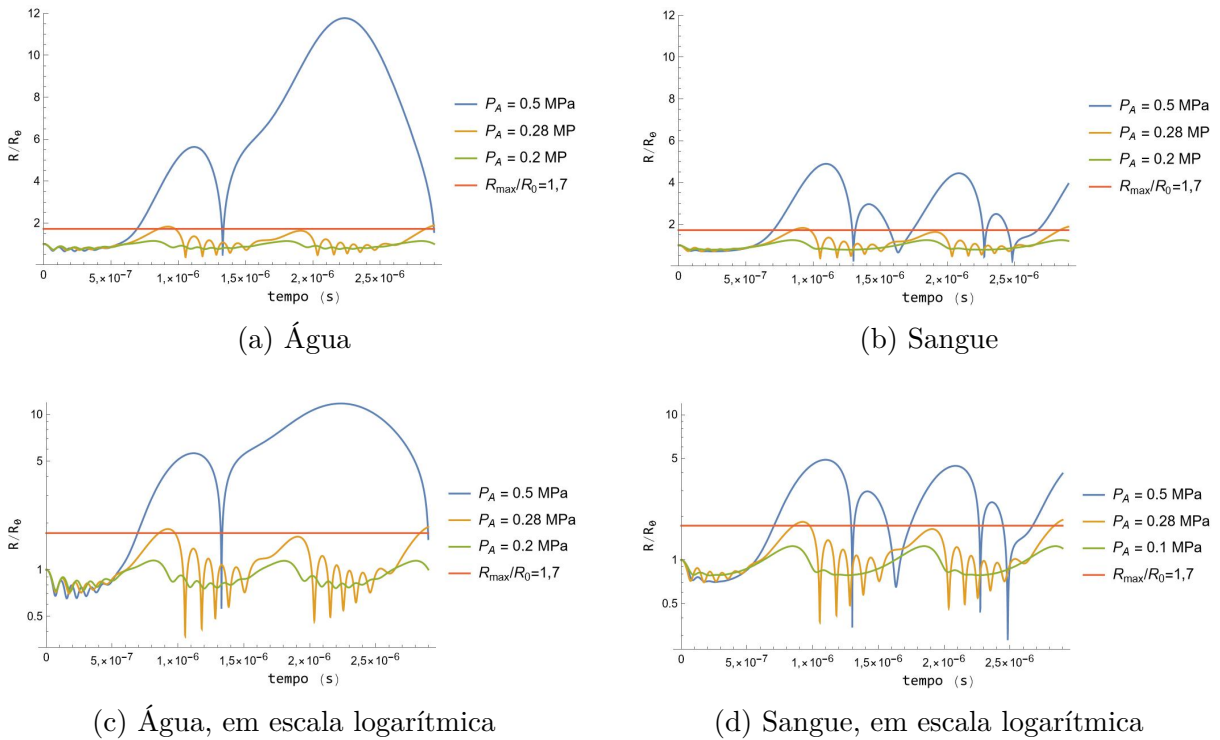 12
10
8
6
4
2
R/Rₑ
0
5,×10⁻⁷
1,×10⁻⁶
1,5×10⁻⁶
2,×10⁻⁶
2,5×10⁻⁶
tempo (s)
P_A = 0.5 MPa
P_A = 0.28 MP
P_A = 0.2 MP
R_max/R_0=1,7
(a) Água
12
10
8
6
4
2
R/Rₑ
0
5,×10⁻⁷
1,×10⁻⁶
1,5×10⁻⁶
2,×10⁻⁶
2,5×10⁻⁶
tempo (s)
P_A = 0.5 MPa
P_A = 0.28 MP
P_A = 0.2 MP
R_max/R_0=1,7
(b) Sangue
10
5
1
0.5
R/Rₑ
0
5,×10⁻⁷
1,×10⁻⁶
1,5×10⁻⁶
2,×10⁻⁶
2,5×10⁻⁶
tempo (s)
P_A = 0.5 MPa
P_A = 0.28 MPa
P_A = 0.2 MPa
R_max/R_0=1,7
(c) Água, em escala logarítmica
10
5
1
0.5
R/Rₑ
0
5,×10⁻⁷
1,×10⁻⁶
1,5×10⁻⁶
2,×10⁻⁶
2,5×10⁻⁶
tempo (s)
P_A = 0.5 MPa
P_A = 0.28 MPa
P_A = 0.1 MPa
R_max/R_0=1,7
(d) Sangue, em escala logarítmica